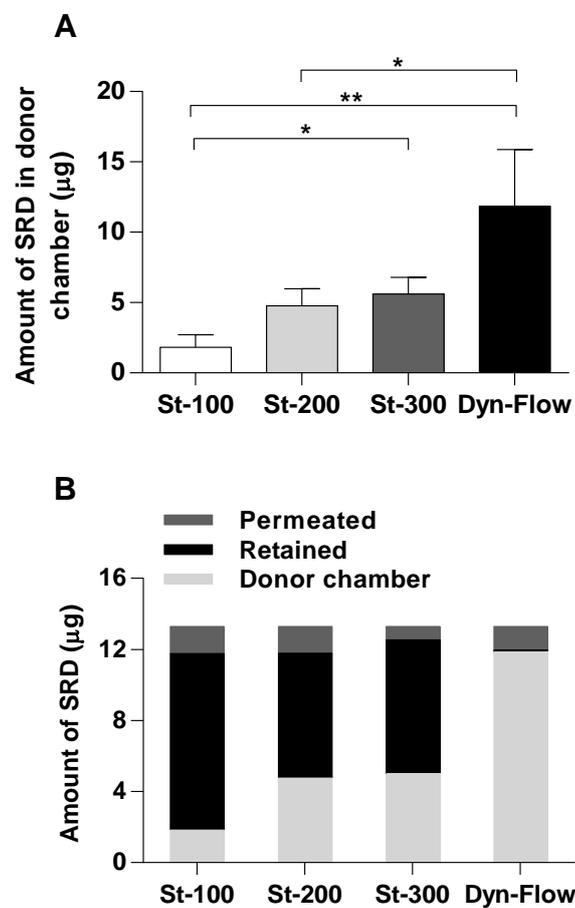 A
Amount of SRD in donor
chamber (µg)
20
15
10
5
0
*
**
*
St-100 St-200 St-300 Dyn-Flow
B
Permeated
Retained
Donor chamber
Amount of SRD (µg)
16
12
8
4
0
St-100 St-200 St-300 Dyn-Flow